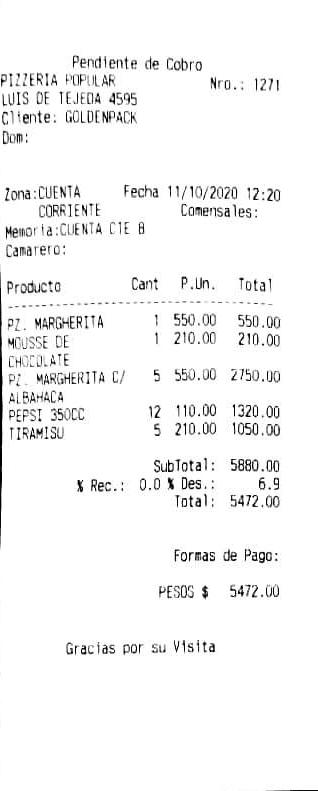 Pendiente de Cobro
PIZZERIA POPULAR Nro.: 1271
LUIS DE TEJEDA 4595
Cliente: GOLDENPACK
Dom:
Zona:CUENTA Fecha 11/10/2020 12:20
CORRIENTE Comensales:
Memoria:CUENTA CTE B
Camarero:
Producto Cant P.Un. Total
PZ. MARGHERITA 1 550.00 550.00
MOUSSE DE 1 210.00 210.00
CHOCOLATE
PZ. MARGHERITA C/ 5 550.00 2750.00
ALBAHACA
PEPSI 350CC 12 110.00 1320.00
TIRAMISU 5 210.00 1050.00
SubTotal: 5880.00
% Rec.: 0.0 % Des.: 6.9
Total: 5472.00
Formas de Pago:
PESOS $ 5472.00
Gracias por su Visita